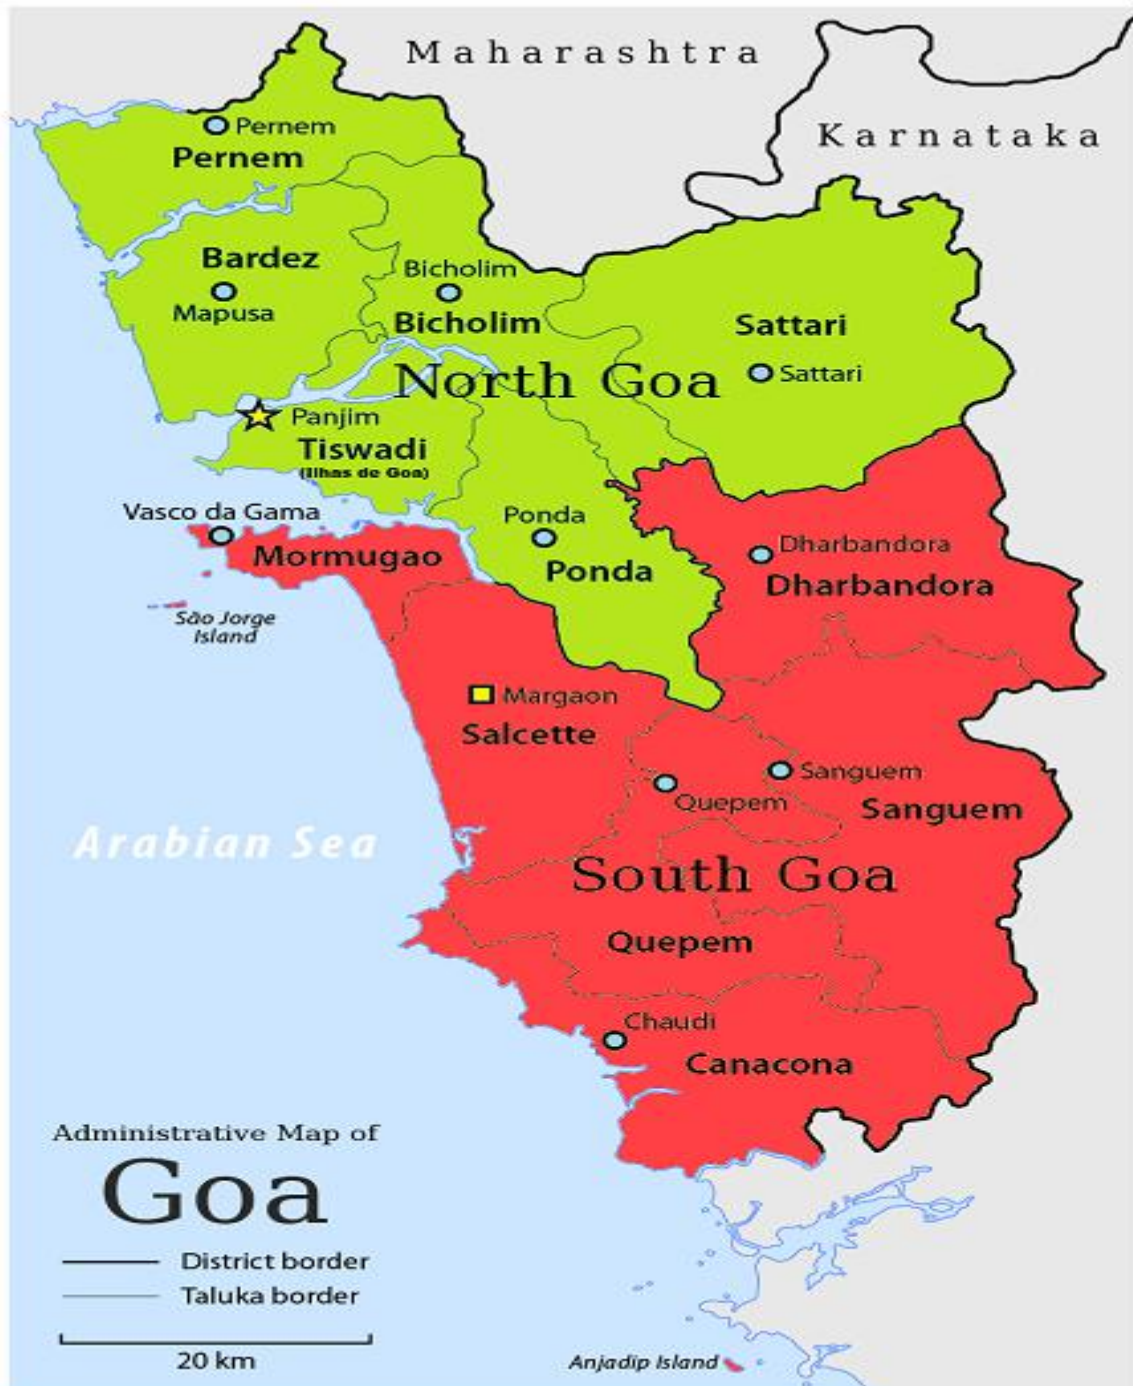 Maharashtra
Karnataka
Pernem
Pernem
Bardez
Mapusa
Bicholim
Bicholim
Sattari
Sattari
North Goa
Panjim
Tiswadi
(Ilhas de Goa)
Vasco da Gama
Mormugao
Ponda
Ponda
Dharbandora
Dharbandora
São Jorge
Island
Margaon
Salcette
Sanguem
Sanguem
Quepem
Arabian Sea
South Goa
Quepem
Chaudi
Canacona
Administrative Map of
Goa
District border
Taluka border
20 km
Anjadip Island